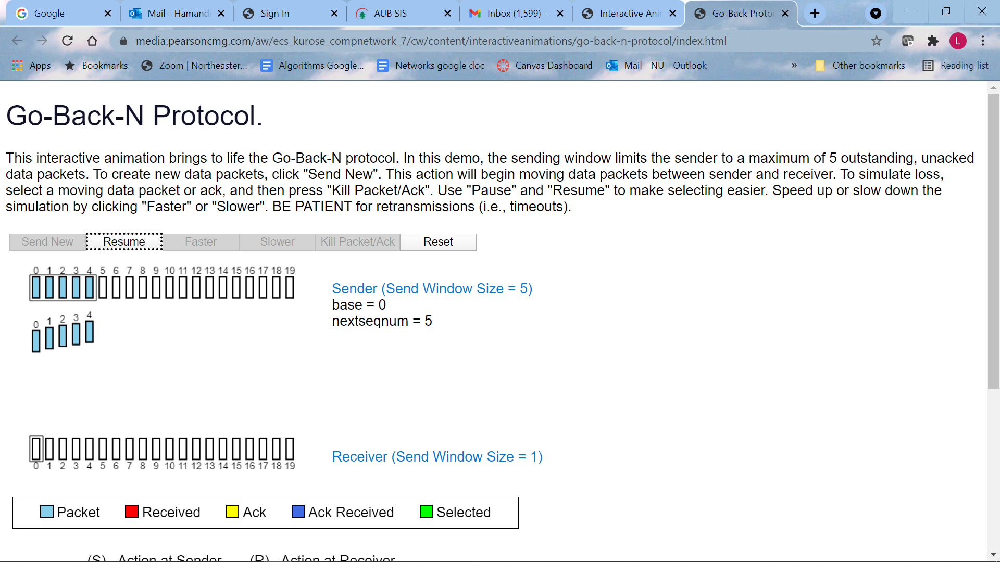 Google
Mail - Hamandi
Sign In
AUB SIS
Inbox (1,599) -
Interactive Anim
Go-Back Protoc
media.pearsoncmg.com/aw/ecs_kurose_compnetwork_7/cw/content/interactiveanimations/go-back-n-protocol/index.html
L
Apps
Bookmarks
Zoom | Northeaster...
Algorithms Google...
Networks google doc
Canvas Dashboard
Mail - NU - Outlook
»
Other bookmarks
Reading list
Go-Back-N Protocol.
This interactive animation brings to life the Go-Back-N protocol. In this demo, the sending window limits the sender to a maximum of 5 outstanding, unacked
data packets. To create new data packets, click "Send New". This action will begin moving data packets between sender and receiver. To simulate loss,
select a moving data packet or ack, and then press "Kill Packet/Ack". Use "Pause" and "Resume" to make selecting easier. Speed up or slow down the
simulation by clicking "Faster" or "Slower". BE PATIENT for retransmissions (i.e., timeouts).
Send New Resume Faster Slower Kill Packet/Ack Reset
0 1 2 3 4 5 6 7 8 9 10 11 12 13 14 15 16 17 18 19
Sender (Send Window Size = 5)
base = 0
nextseqnum = 5
0 1 2 3 4
Receiver (Send Window Size = 1)
0 1 2 3 4 5 6 7 8 9 10 11 12 13 14 15 16 17 18 19
Packet Received Ack Ack Received Selected
(S) - Action at Sender (R) - Action at Receiver